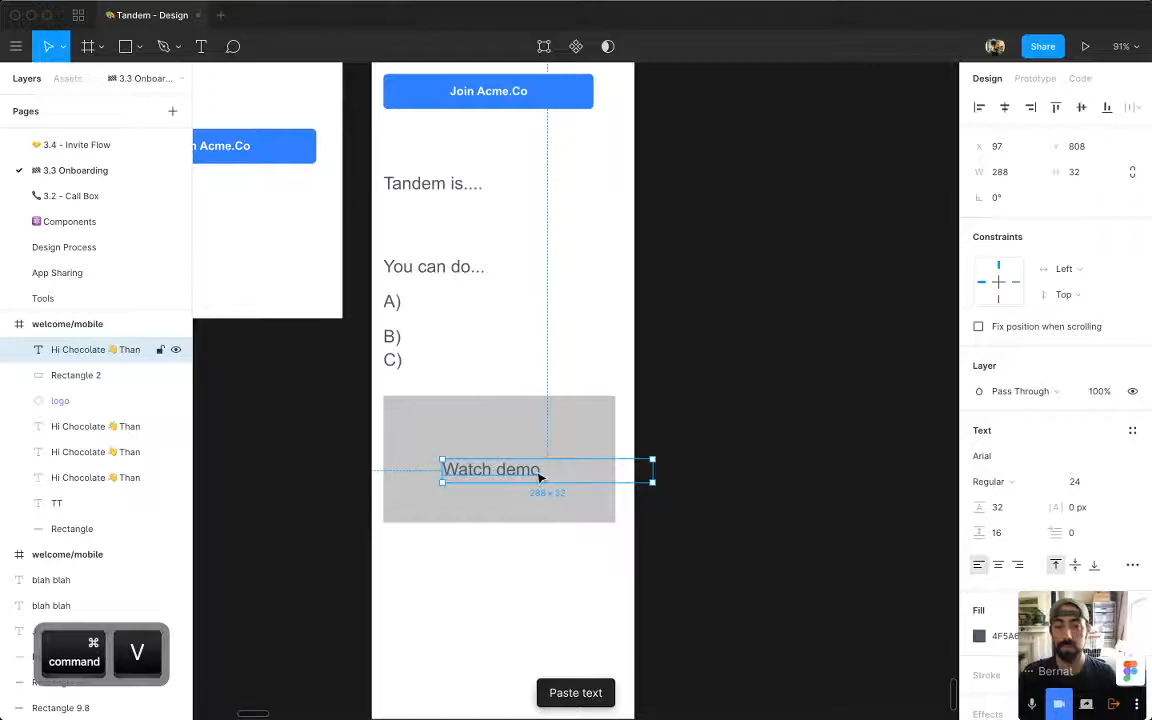 Tandem - Design
Share
91%
Layers
Assets
3.3 Onboar...
Pages
3.4 - Invite Flow
3.3 Onboarding
3.2 - Call Box
Components
Design Process
App Sharing
Tools
welcome/mobile
Hi Chocolate 👋 Than
Rectangle 2
logo
Hi Chocolate 👋 Than
Hi Chocolate 👋 Than
Hi Chocolate 👋 Than
TT
Rectangle
welcome/mobile
blah blah
blah blah
Rectangle 9.8
⌘
command
V
Acme.Co
Join Acme.Co
Tandem is....
You can do...
A)
B)
C)
Watch demo
288 × 32
Paste text
Design
Prototype
Code
X 97
Y 808
W 288
H 32
0°
Constraints
Left
Top
Fix position when scrolling
Layer
Pass Through
100%
Text
Arial
Regular
24
32
0 px
16
0
Fill
4F5A6
Stroke
Effects
Bernat